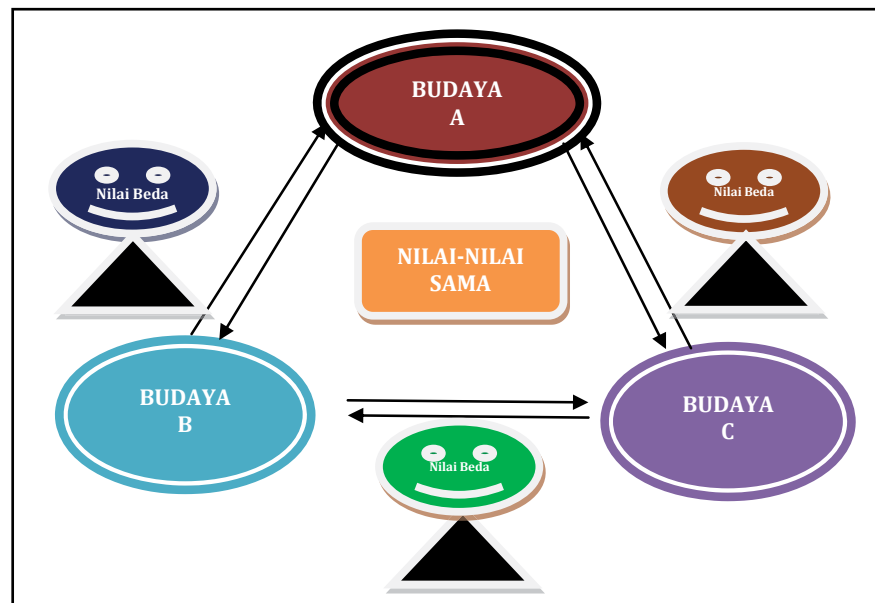 BUDAYA
A
Nilai Beda
Nilai Beda
NILAI-NILAI
SAMA
BUDAYA
B
BUDAYA
C
Nilai Beda